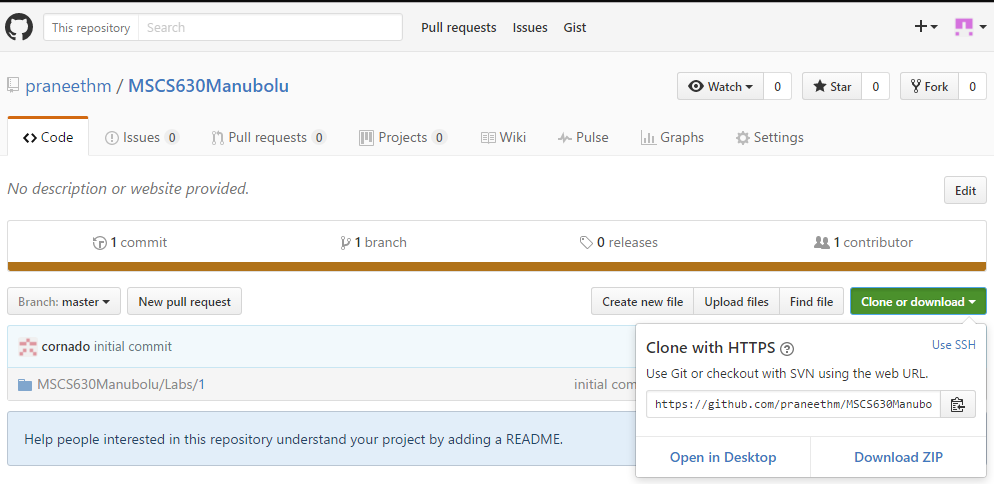 This repository Search Pull requests Issues Gist
praneethm / MSCS630Manubolu Watch 0 Star 0 Fork 0
Code Issues 0 Pull requests 0 Projects 0 Wiki Pulse Graphs Settings
No description or website provided. Edit
1 commit 1 branch 0 releases 1 contributor
Branch: master New pull request Create new file Upload files Find file Clone or download
cornado initial commit
MSCS630Manubolu/Labs/1 initial com
Help people interested in this repository understand your project by adding a README.
Clone with HTTPS ? Use SSH
Use Git or checkout with SVN using the web URL.
https://github.com/praneethm/MSCS630Manubo
Open in Desktop Download ZIP